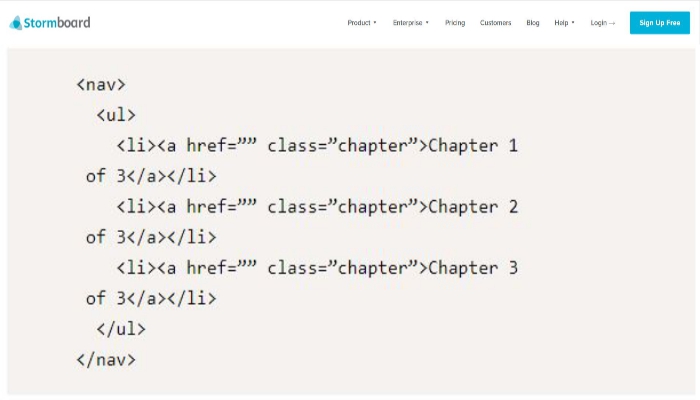 Stormboard
Product ▾ Enterprise ▾ Pricing Customers Blog Help ▾ Login → Sign Up Free
<nav>
<ul>
<li><a href=”” class=”chapter”>Chapter 1
of 3</a></li>
<li><a href=”” class=”chapter”>Chapter 2
of 3</a></li>
<li><a href=”” class=”chapter”>Chapter 3
of 3</a></li>
</ul>
</nav>